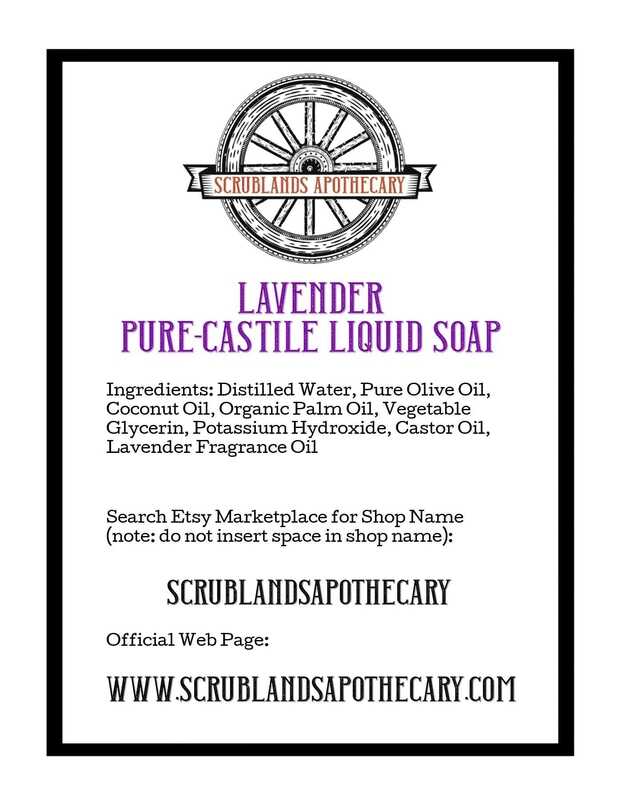 SCRUBLANDS APOTHECARY
LAVENDER
PURE-CASTILE LIQUID SOAP
Ingredients: Distilled Water, Pure Olive Oil,
Coconut Oil, Organic Palm Oil, Vegetable
Glycerin, Potassium Hydroxide, Castor Oil,
Lavender Fragrance Oil
Search Etsy Marketplace for Shop Name
(note: do not insert space in shop name):
SCRUBLANDSAPOTHECARY
Official Web Page:
WWW.SCRUBLANDSAPOTHECARY.COM